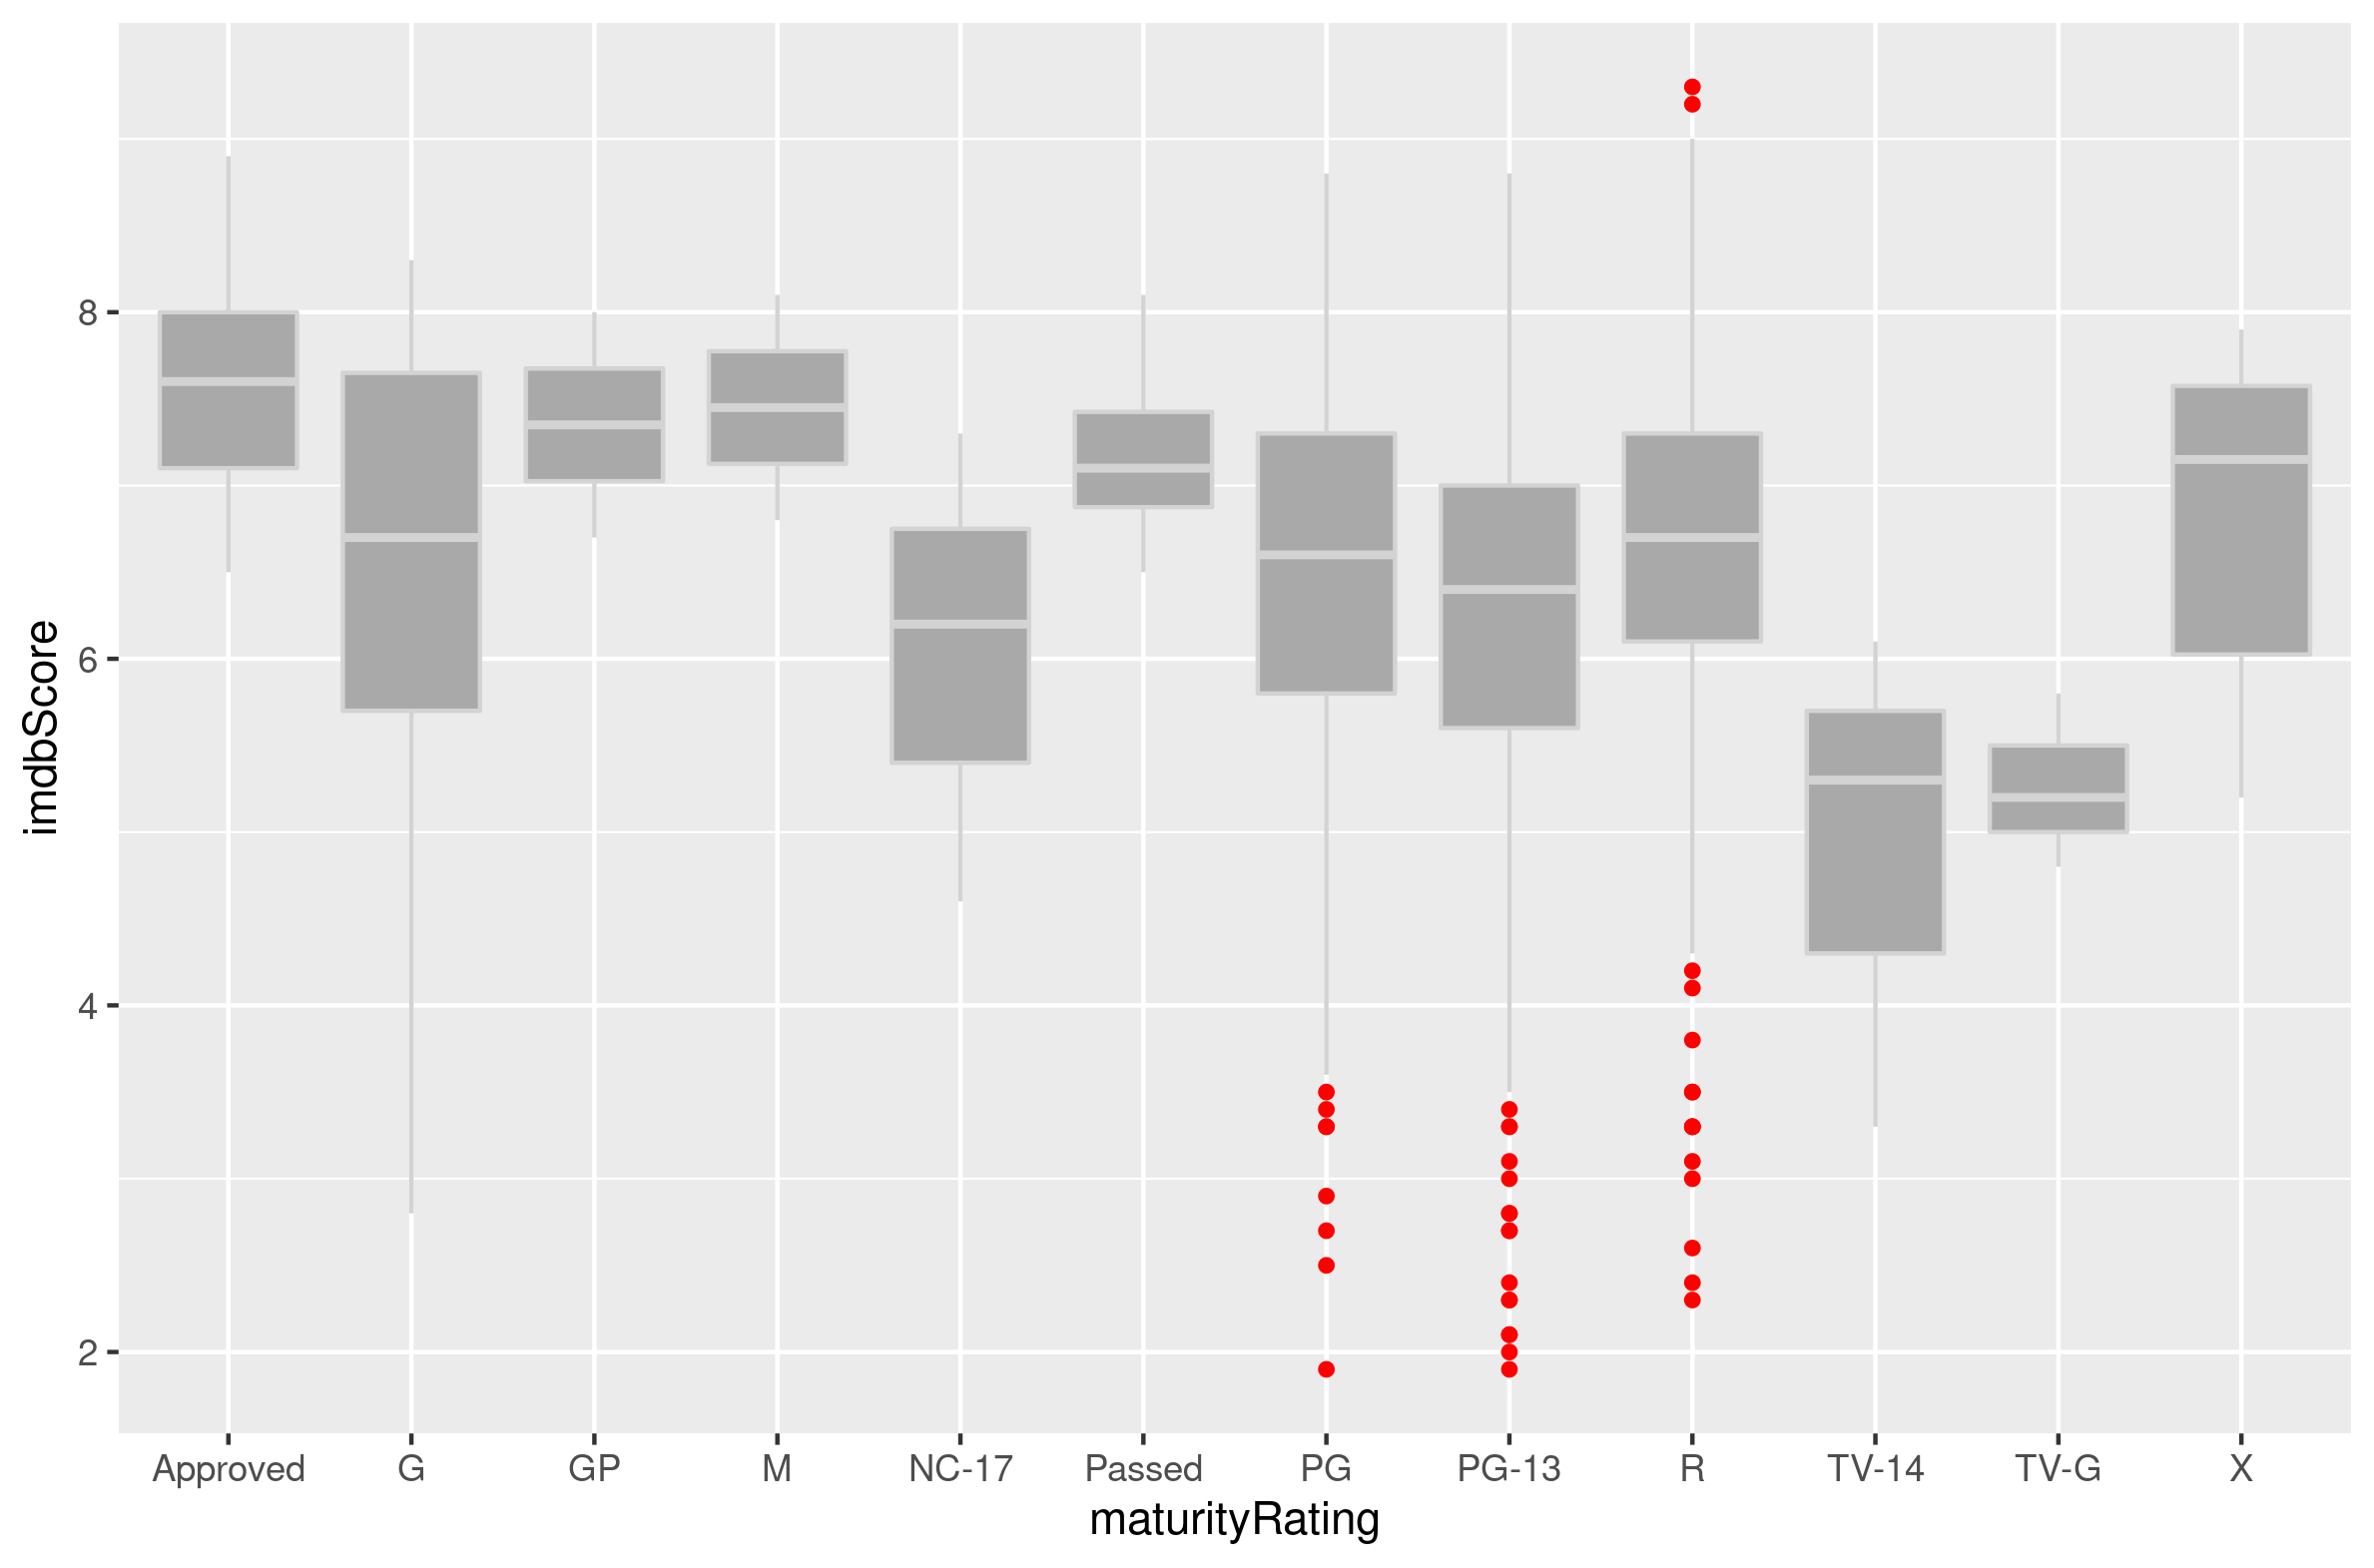 imdbScore
8
6
4
2
Approved G GP M NC-17 Passed PG PG-13 R TV-14 TV-G X
maturityRating